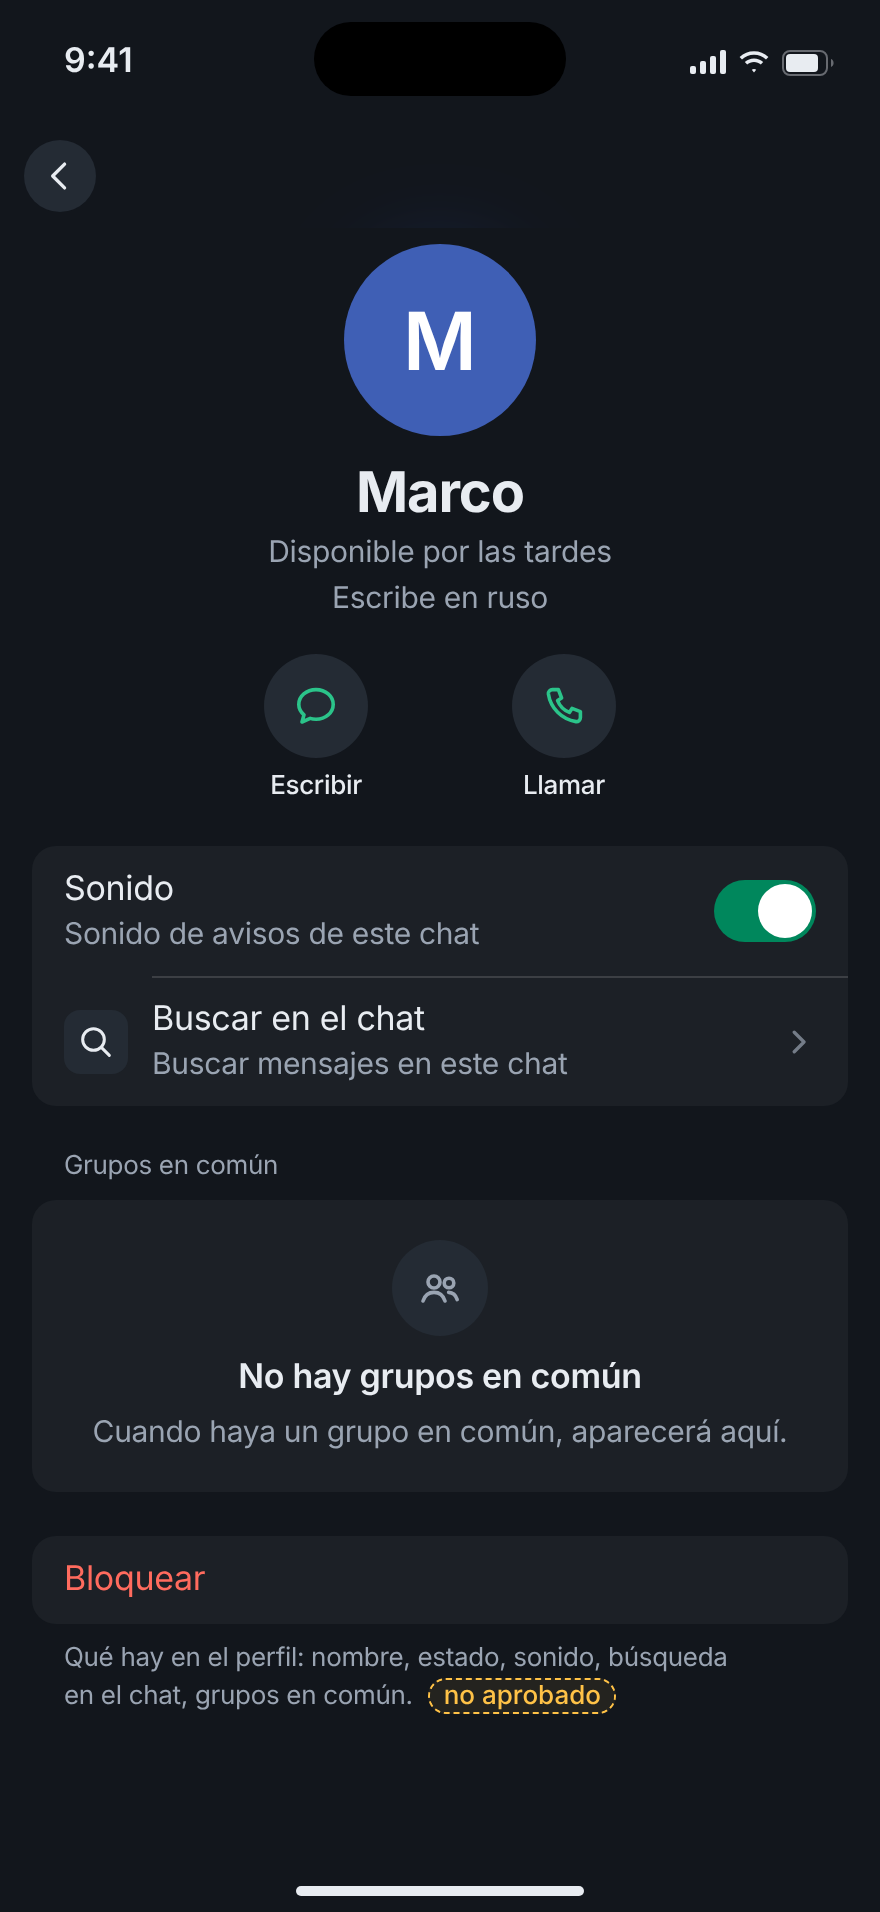 9:41
M
Marco
Disponible por las tardes
Escribe en ruso
Escribir
Llamar
Sonido
Sonido de avisos de este chat
Buscar en el chat
Buscar mensajes en este chat
Grupos en común
No hay grupos en común
Cuando haya un grupo en común, aparecerá aquí.
Bloquear
Qué hay en el perfil: nombre, estado, sonido, búsqueda
en el chat, grupos en común. no aprobado